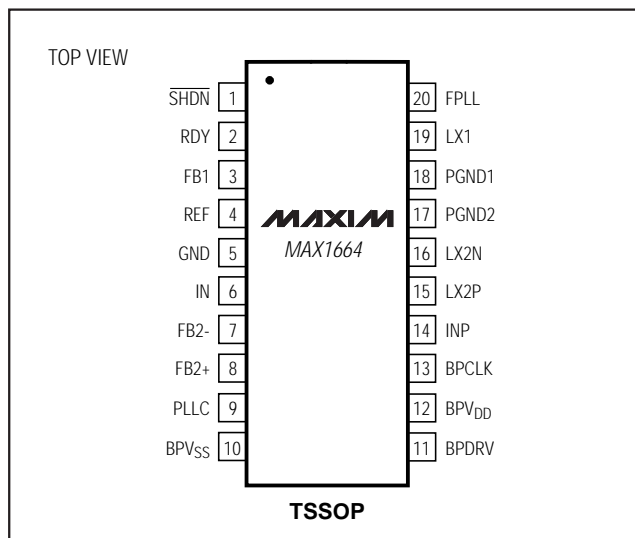 TOP VIEW
SHDN 1
RDY 2
FB1 3
REF 4
GND 5
IN 6
FB2- 7
FB2+ 8
PLLC 9
BPVSS 10
MAXIM
MAX1664
20 FPLL
19 LX1
18 PGND1
17 PGND2
16 LX2N
15 LX2P
14 INP
13 BPCLK
12 BPVDD
11 BPDRV
TSSOP